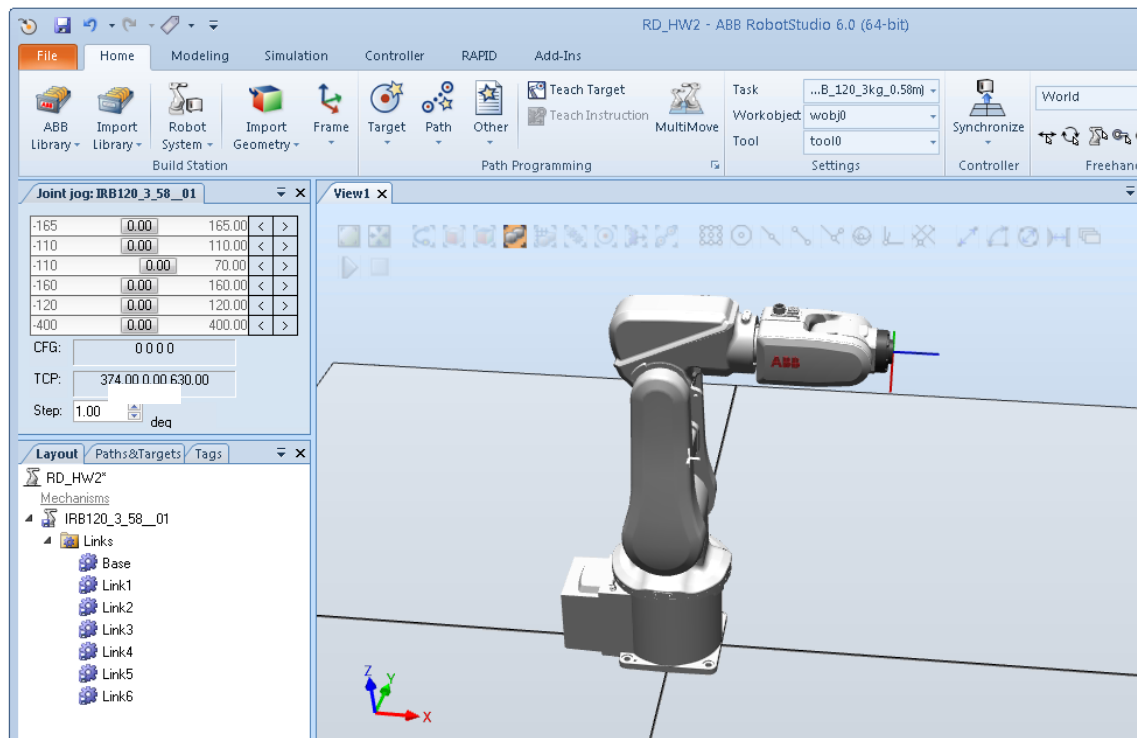 RD_HW2 - ABB RobotStudio 6.0 (64-bit)
File Home Modeling Simulation Controller RAPID Add-Ins
ABB Library
Import Library
Robot System
Import Geometry
Frame
Build Station
Target
Path
Other
Teach Target
Teach Instruction
MultiMove
Path Programming
Task ...B_120_3kg_0.58m)
Workobject wobj0
Tool tool0
Settings
Synchronize
Controller
World
Freehand
Joint jog: IRB120_3_58__01
View1
-165 0.00 165.00 < >
-110 0.00 110.00 < >
-110 0.00 70.00 < >
-160 0.00 160.00 < >
-120 0.00 120.00 < >
-400 0.00 400.00 < >
CFG: 0 0 0 0
TCP: 374.00 0.00 630.00
Step: 1.00 deg
Layout Paths&Targets Tags
RD_HW2*
Mechanisms
IRB120_3_58__01
Links
Base
Link1
Link2
Link3
Link4
Link5
Link6
ABB
Z
Y
X